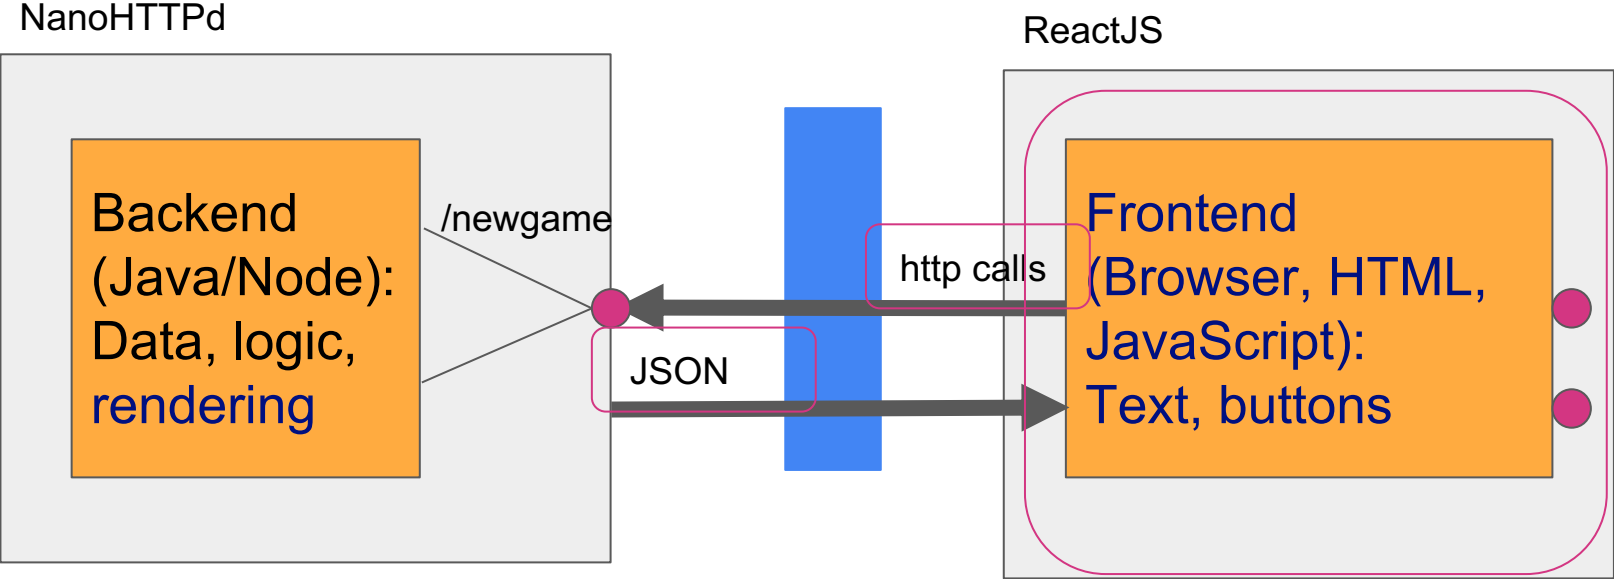 NanoHTTPd
ReactJS
Backend
(Java/Node):
Data, logic,
rendering
/newgame
http calls
JSON
Frontend
(Browser, HTML,
JavaScript):
Text, buttons